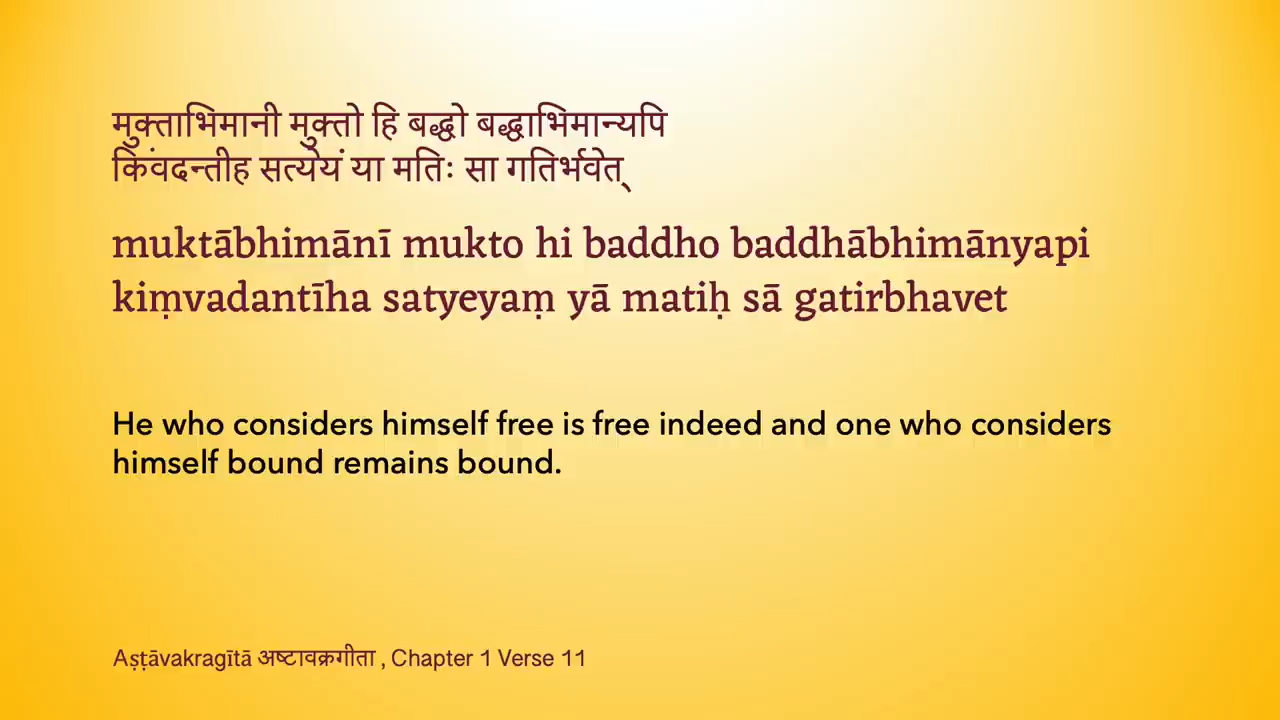 मुक्ताभिमानी मुक्तो हि बद्धो बद्धाभिमान्यपि
किंवदन्तीह सत्येयं या मतिः सा गतिर्भवेत्
muktābhimānī mukto hi baddho baddhābhimānyapi
kiṃvadantīha satyeyaṃ yā matiḥ sā gatirbhavet
He who considers himself free is free indeed and one who considers
himself bound remains bound.
Aṣṭāvakragītā अष्टावक्रगीता , Chapter 1 Verse 11